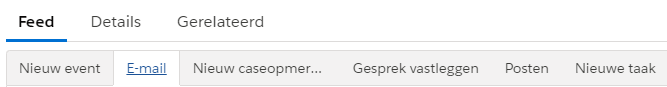 Feed Details Gerelateerd
Nieuw event E-mail Nieuw caseopmer... Gesprek vastleggen Posten Nieuwe taak